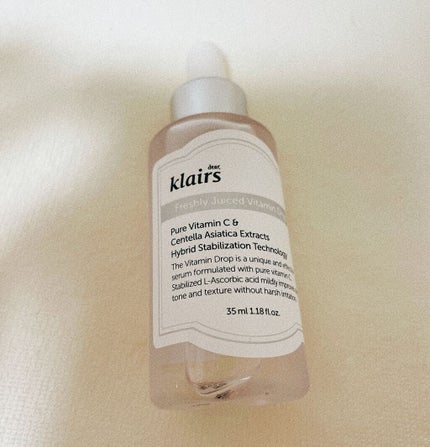 dear,
klairs
Freshly Juiced Vitamin
Pure Vitamin C &
Centella Asiatica Extracts
Hybrid Stabilization Technology
The Vitamin Drop is a unique and
serum formulated with pure vitamin C
Stabilized L-Ascorbic acid mildly
tone and texture without harsh irritation.
35 ml 1.18 fl.oz.